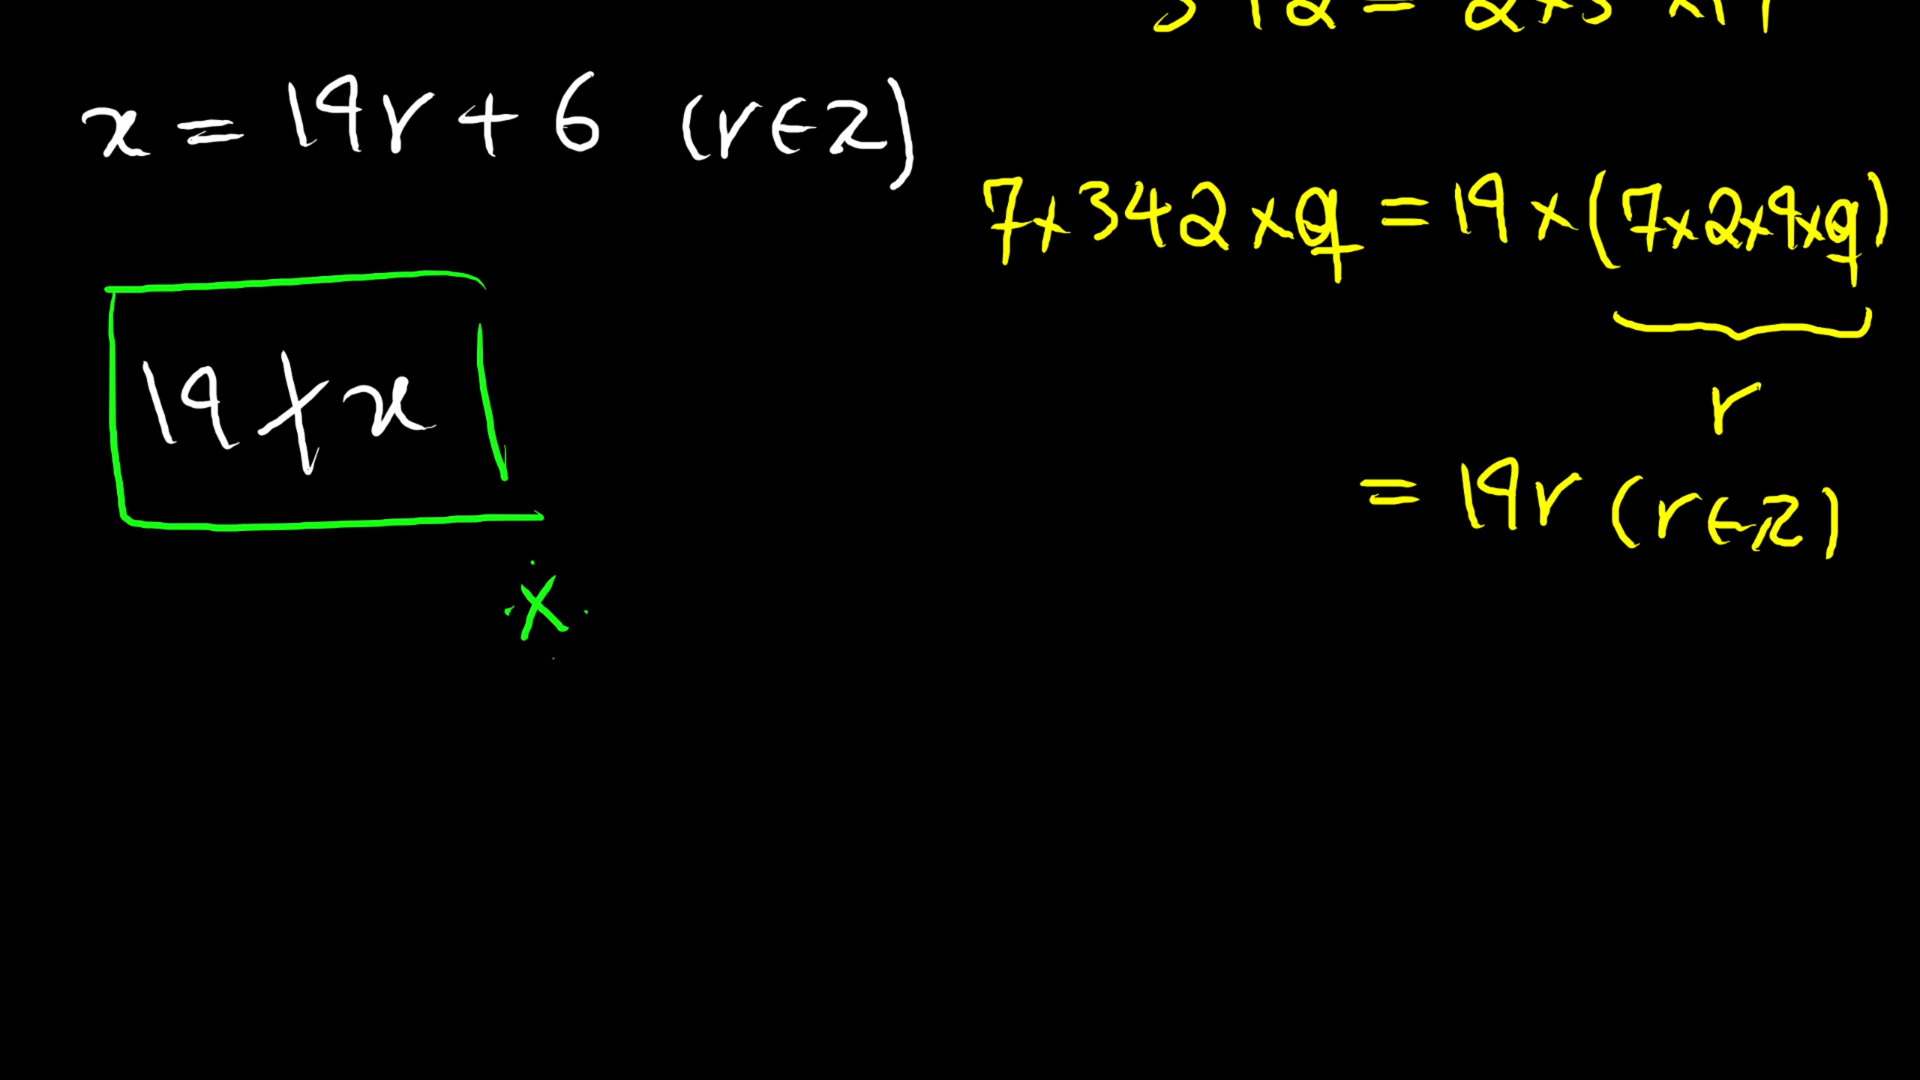 x = 19r + 6 (r∈Z)
19 ∤ x
7×342×q = 19×(7×2×9×q)
r
= 19r (r∈Z)